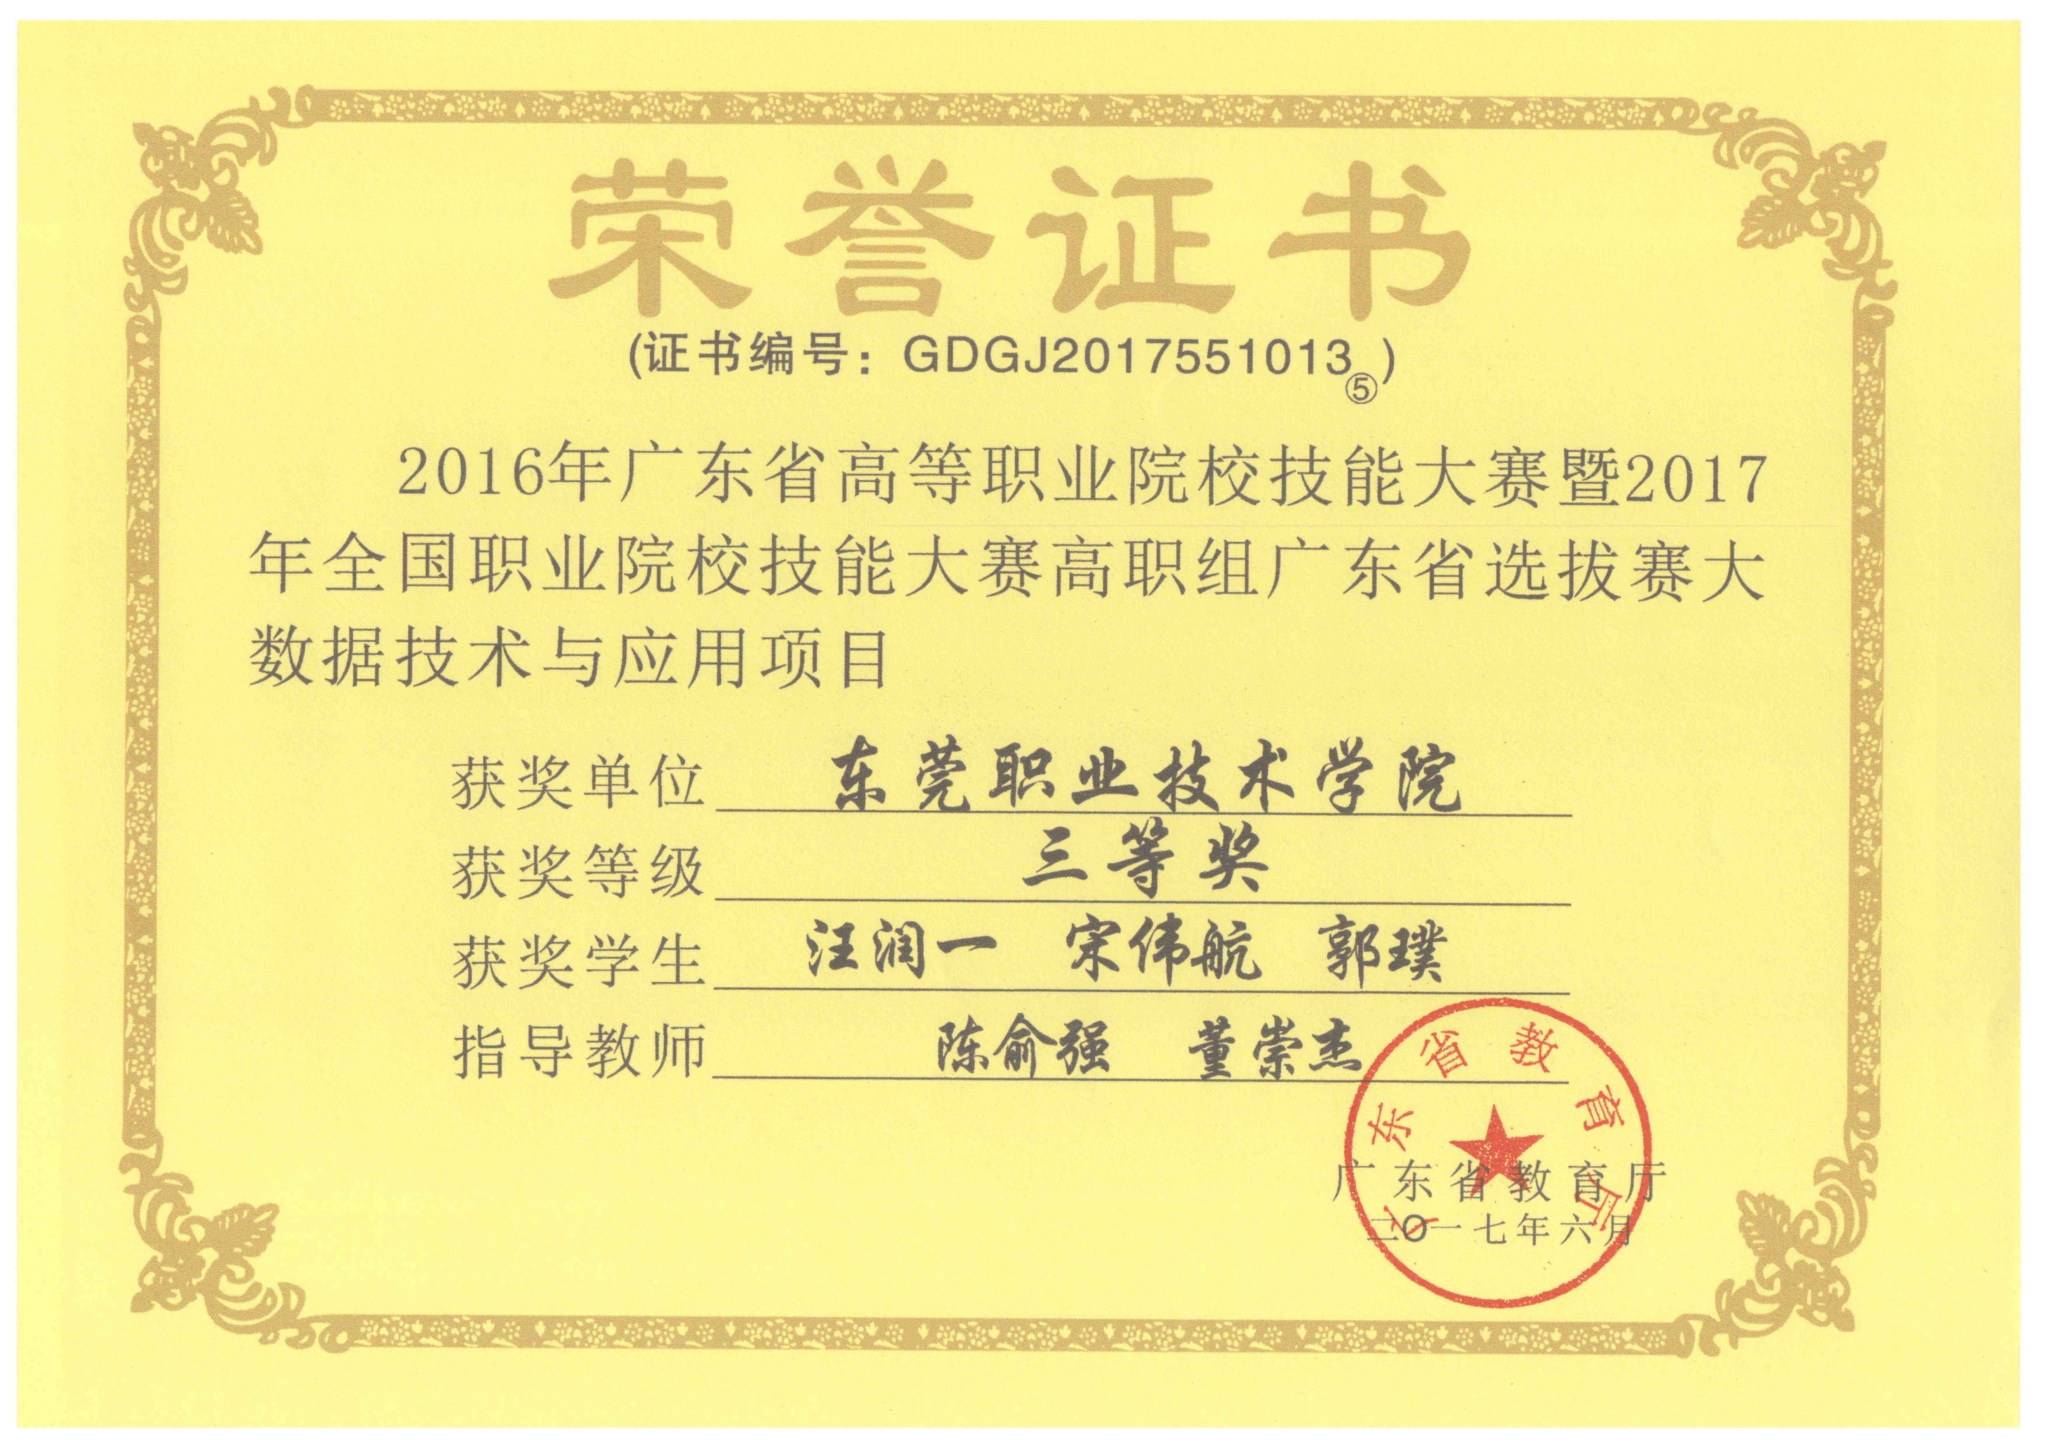 荣誉证书
(证书编号：GDGJ2017551013⑤)
2016年广东省高等职业院校技能大赛暨2017
年全国职业院校技能大赛高职组广东省选拔赛大
数据技术与应用项目
获奖单位 东莞职业技术学院
获奖等级 三等奖
获奖学生 汪润一 宋伟航 郭璞
指导教师 陈俞强 董崇杰
广东省教育厅
广东省教育厅
二〇一七年六月